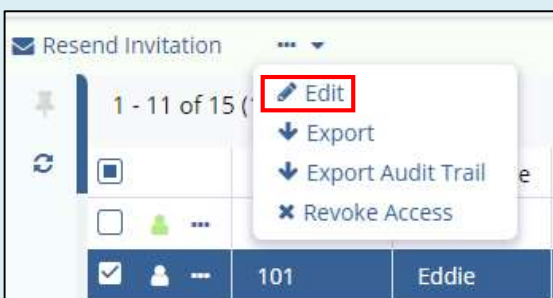 Resend Invitation
1 - 11 of 15 (
Edit
Export
Export Audit Trail
e
Revoke Access
101 Eddie